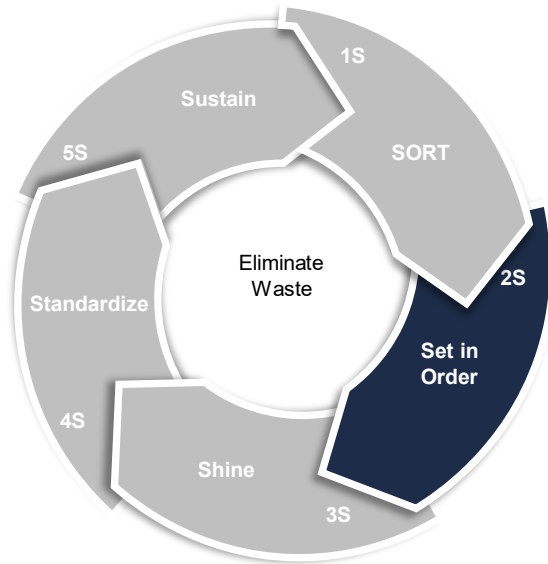 1S
SORT
2S
Set in
Order
3S
Shine
4S
Standardize
5S
Sustain
Eliminate
Waste